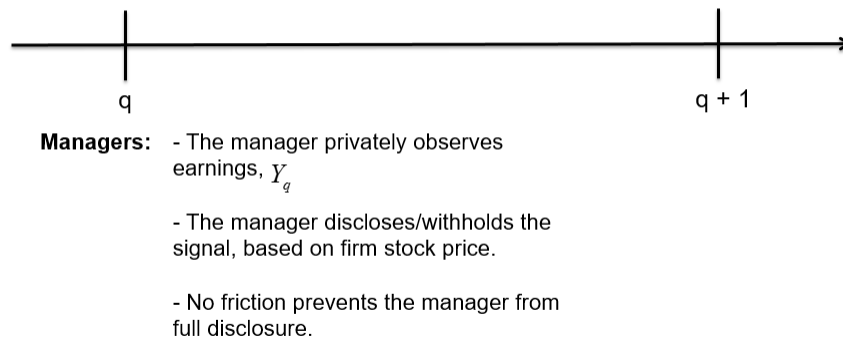 q
q + 1
Managers: - The manager privately observes
earnings, Y_q
- The manager discloses/withholds the
signal, based on firm stock price.
- No friction prevents the manager from
full disclosure.